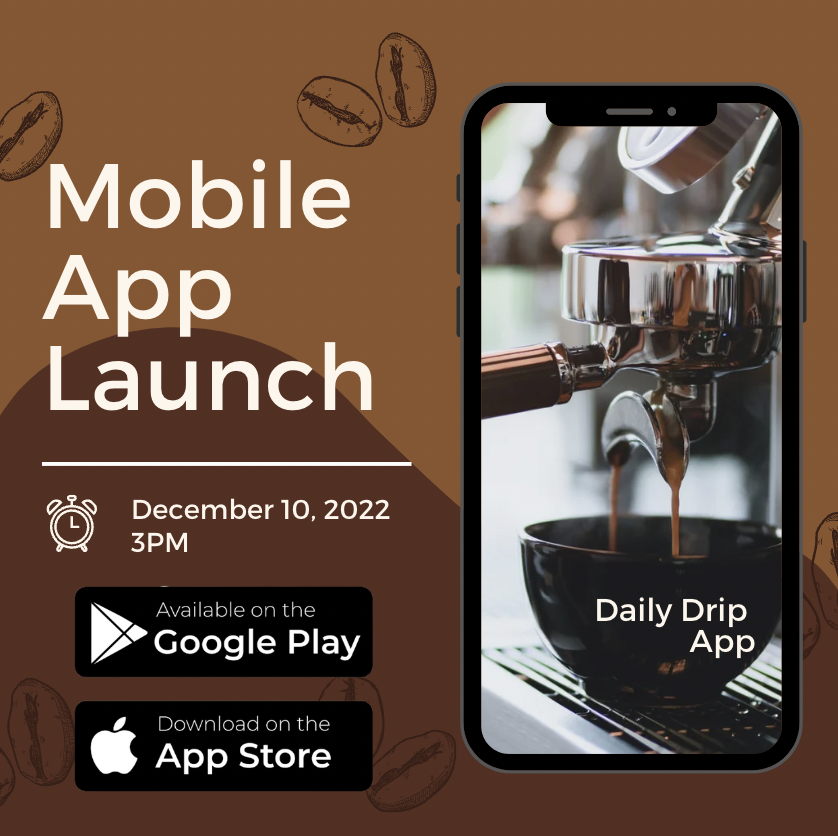 Mobile
App
Launch
December 10, 2022
3PM
Available on the
Google Play
Download on the
App Store
Daily Drip
App